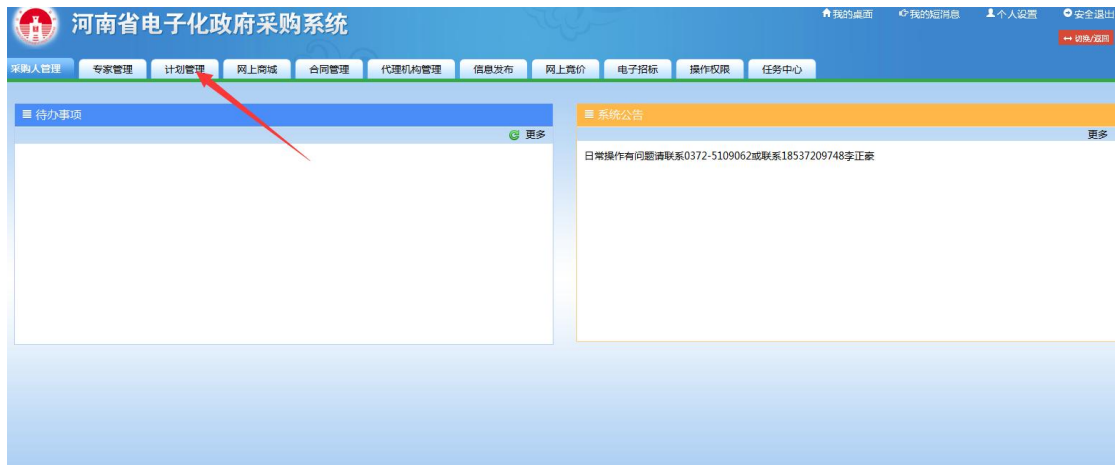 河南省电子化政府采购系统
我的桌面 我的短消息 个人设置 安全退出
切换/返回
采购人管理 专家管理 计划管理 网上商城 合同管理 代理机构管理 信息发布 网上竞价 电子招标 操作权限 任务中心
待办事项
更多
系统公告
更多
日常操作有问题请联系0372-5109062或联系18537209748李正豪